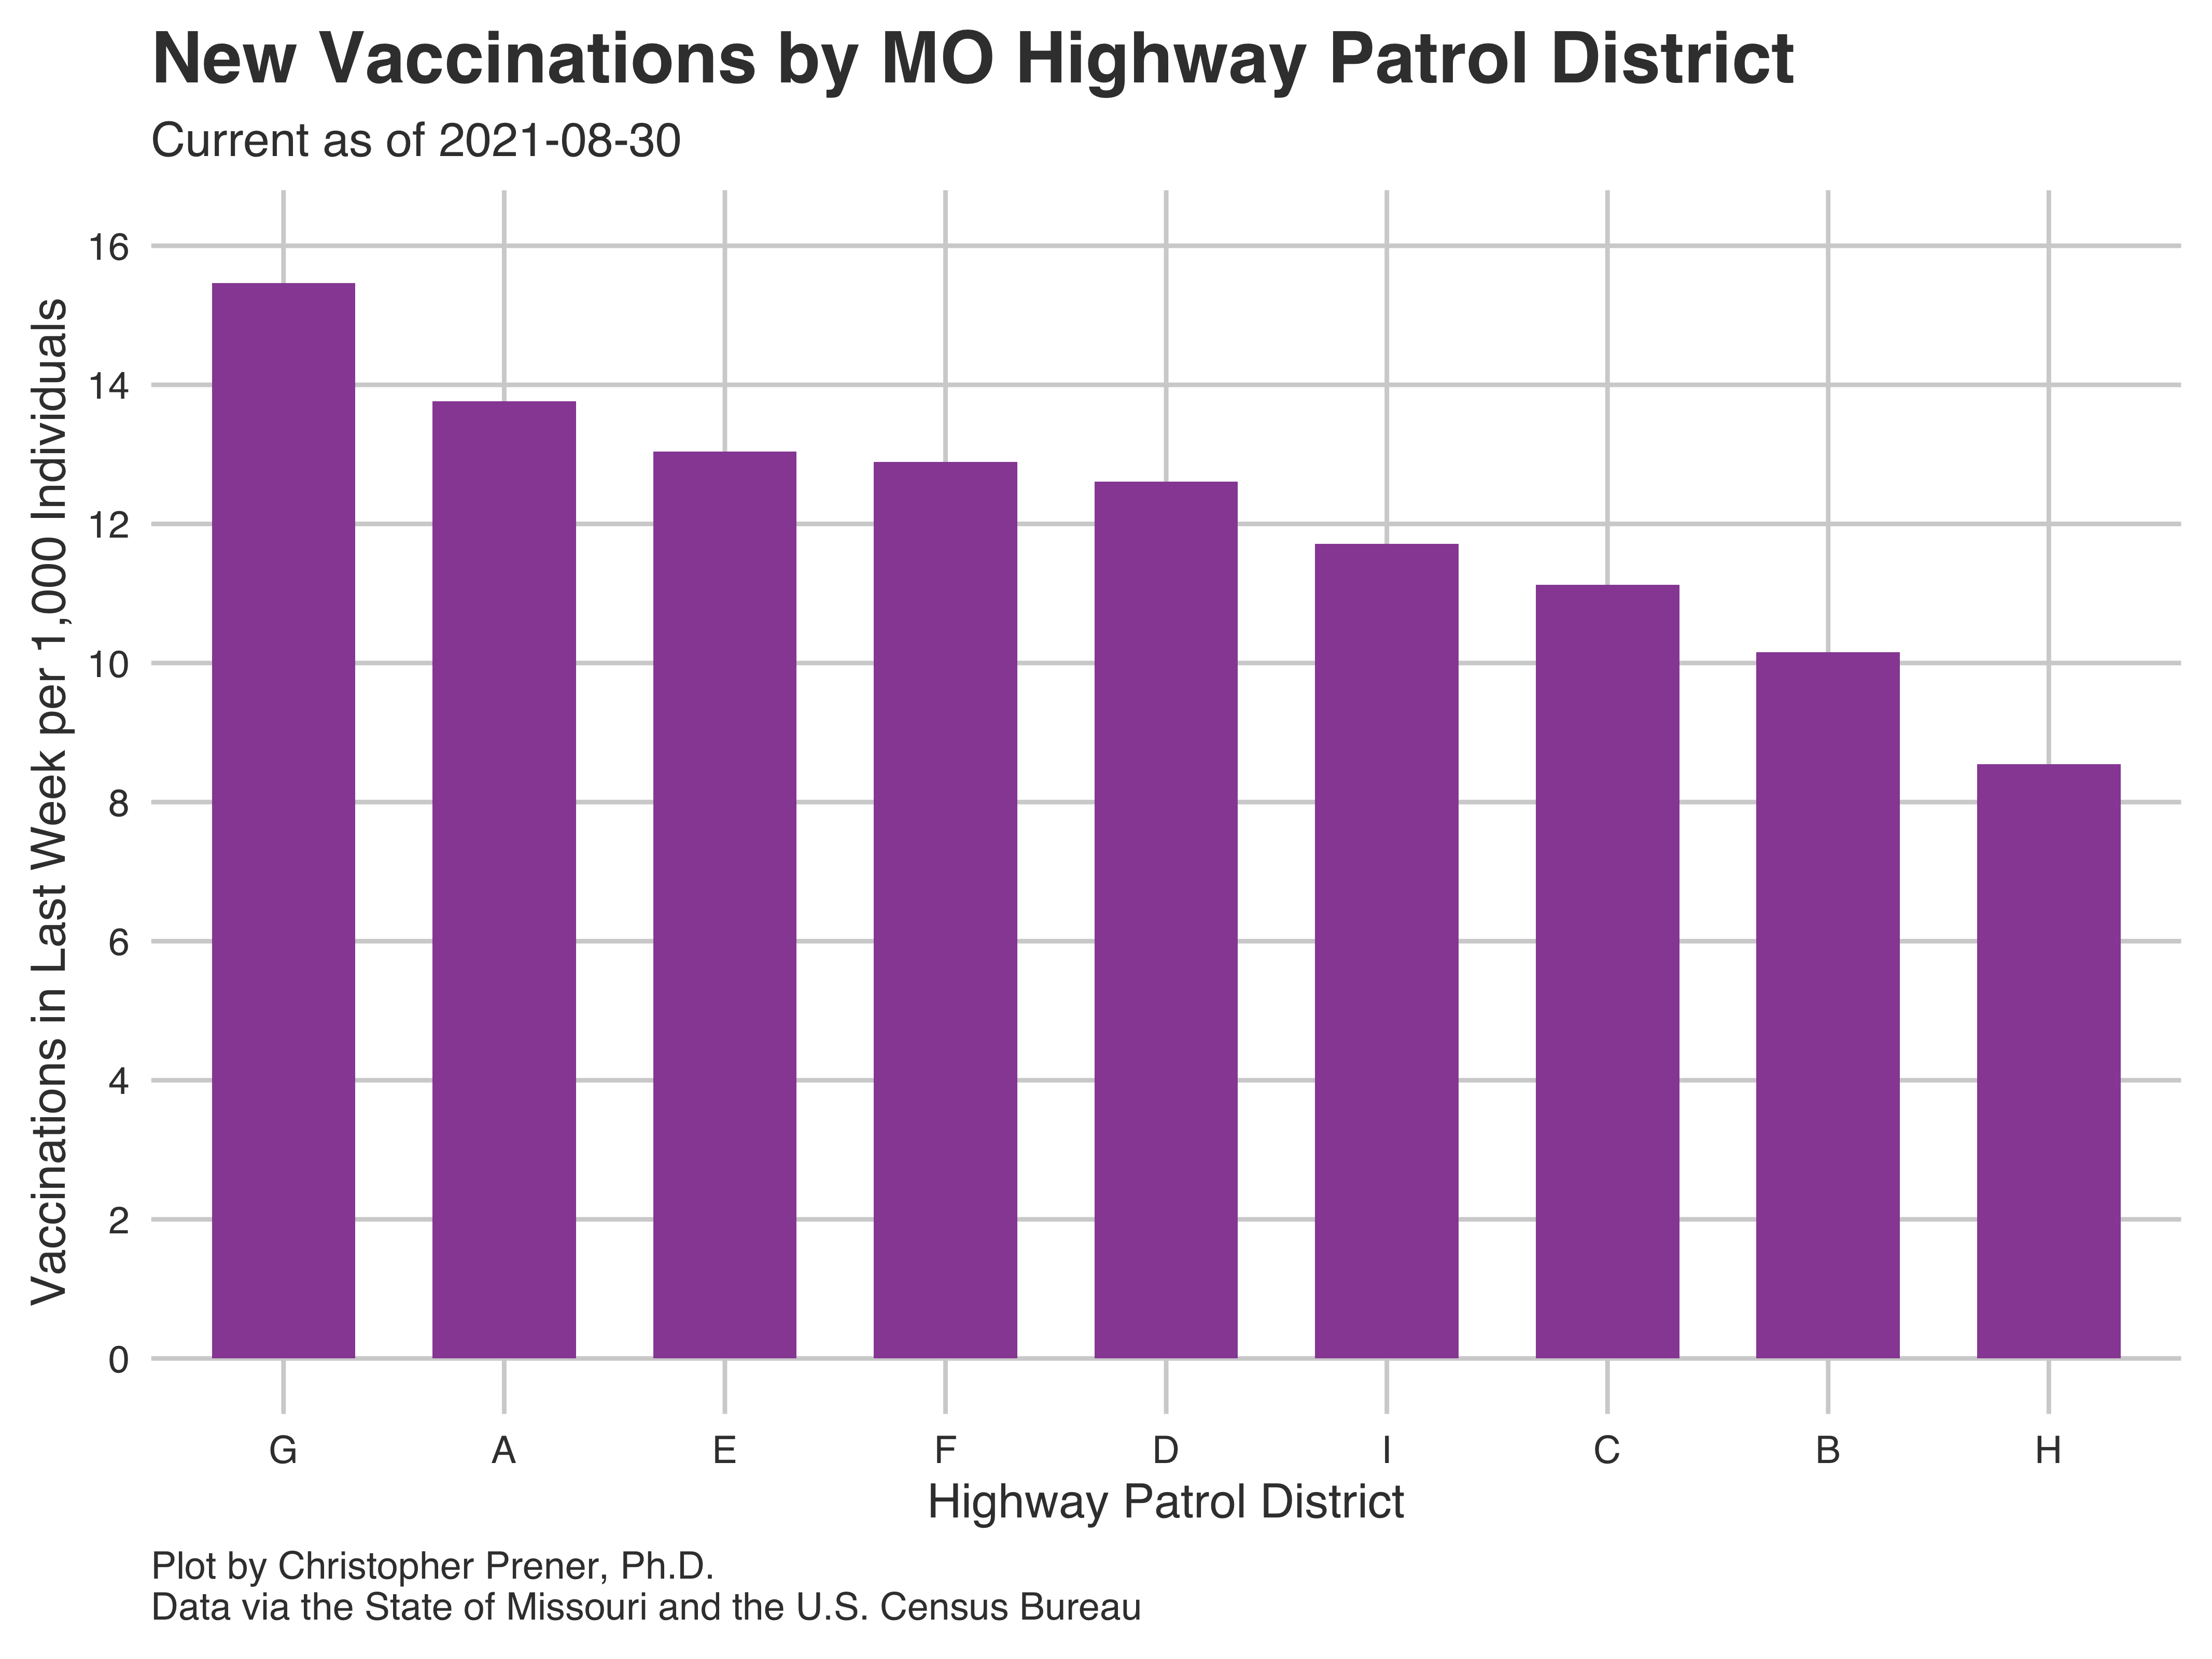 New Vaccinations by MO Highway Patrol District
Current as of 2021-08-30
Vaccinations in Last Week per 1,000 Individuals
16
14
12
10
8
6
4
2
0
G A E F D I C B H
Highway Patrol District
Plot by Christopher Prener, Ph.D.
Data via the State of Missouri and the U.S. Census Bureau